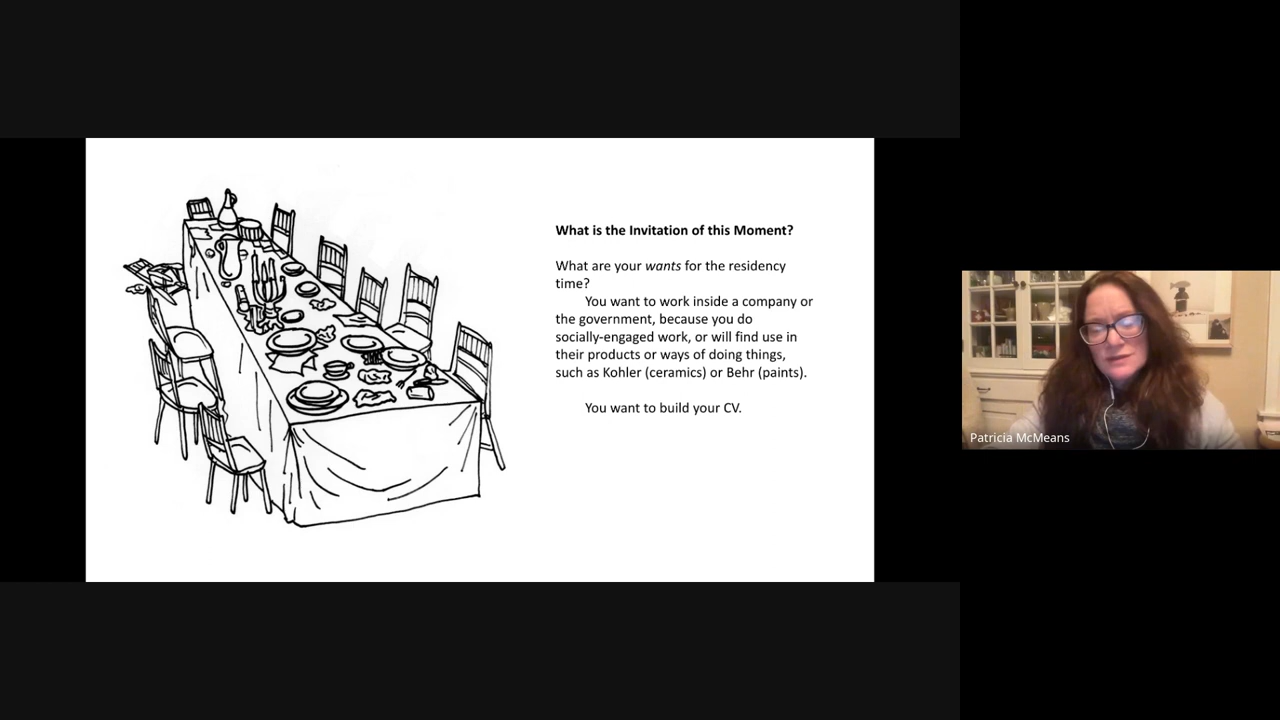 What is the Invitation of this Moment?
What are your wants for the residency
time?
You want to work inside a company or
the government, because you do
socially-engaged work, or will find use in
their products or ways of doing things,
such as Kohler (ceramics) or Behr (paints).
You want to build your CV.
Patricia McMeans